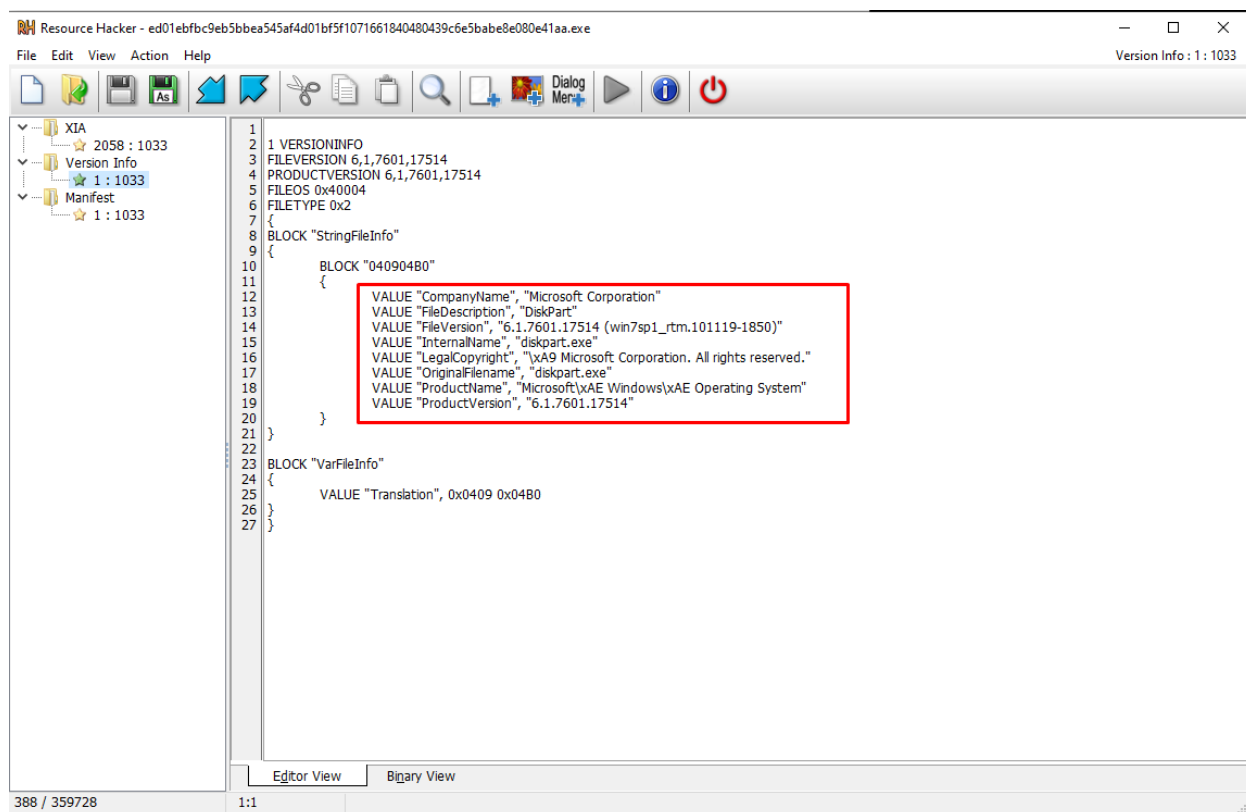 Resource Hacker - ed01ebfbc9eb5bbea545af4d01bf5f1071661840480439c6e5babe8e080e41aa.exe
File Edit View Action Help
Version Info : 1 : 1033
As
Dialog
Menu
XIA
2058 : 1033
Version Info
1 : 1033
Manifest
1 : 1033
1
2 1 VERSIONINFO
3 FILEVERSION 6,1,7601,17514
4 PRODUCTVERSION 6,1,7601,17514
5 FILEOS 0x40004
6 FILETYPE 0x2
7 {
8 BLOCK "StringFileInfo"
9 {
10 BLOCK "040904B0"
11 {
12 VALUE "CompanyName", "Microsoft Corporation"
13 VALUE "FileDescription", "DiskPart"
14 VALUE "FileVersion", "6.1.7601.17514 (win7sp1_rtm.101119-1850)"
15 VALUE "InternalName", "diskpart.exe"
16 VALUE "LegalCopyright", "\xA9 Microsoft Corporation. All rights reserved."
17 VALUE "OriginalFilename", "diskpart.exe"
18 VALUE "ProductName", "Microsoft\xAE Windows\xAE Operating System"
19 VALUE "ProductVersion", "6.1.7601.17514"
20 }
21 }
22
23 BLOCK "VarFileInfo"
24 {
25 VALUE "Translation", 0x0409 0x04B0
26 }
27 }
Editor View Binary View
388 / 359728 1:1